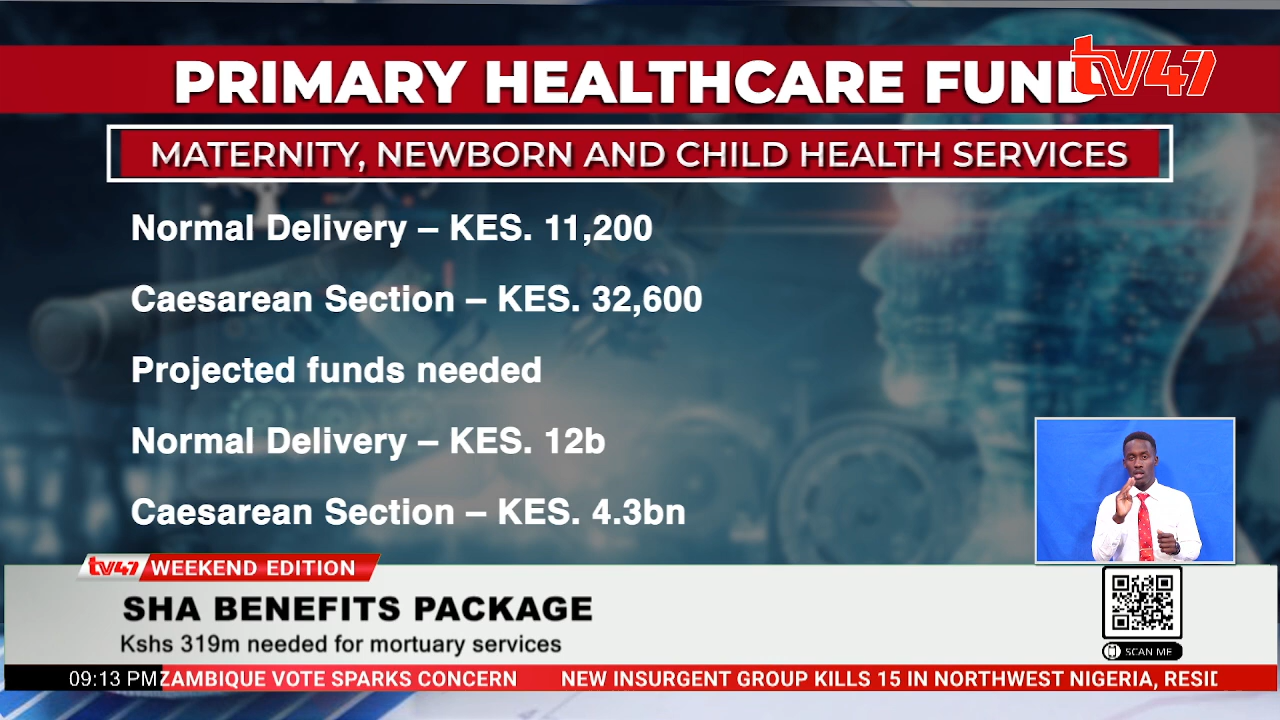 PRIMARY HEALTHCARE FUND
tv47
MATERNITY, NEWBORN AND CHILD HEALTH SERVICES
Normal Delivery – KES. 11,200
Caesarean Section – KES. 32,600
Projected funds needed
Normal Delivery – KES. 12b
Caesarean Section – KES. 4.3bn
tv47 WEEKEND EDITION
SHA BENEFITS PACKAGE
Kshs 319m needed for mortuary services
SCAN ME
09:13 PM ZAMBIQUE VOTE SPARKS CONCERN NEW INSURGENT GROUP KILLS 15 IN NORTHWEST NIGERIA, RESID